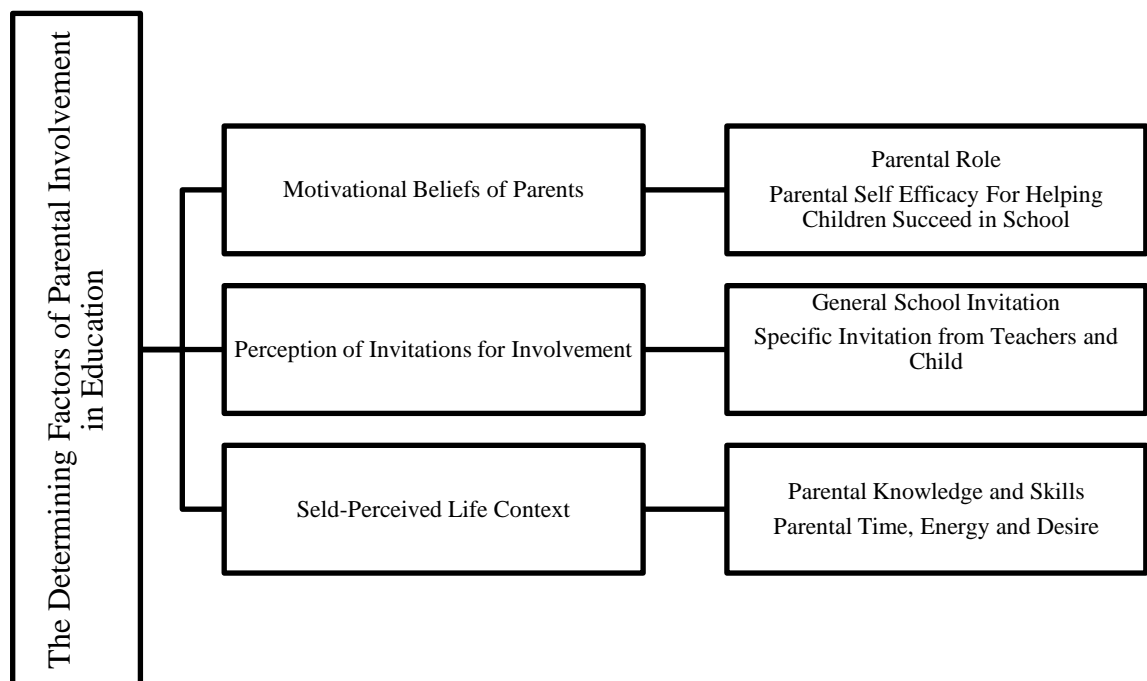 The Determining Factors of Parental Involvement
in Education
Motivational Beliefs of Parents
Parental Role
Parental Self Efficacy For Helping
Children Succeed in School
Perception of Invitations for Involvement
General School Invitation
Specific Invitation from Teachers and
Child
Seld-Perceived Life Context
Parental Knowledge and Skills
Parental Time, Energy and Desire